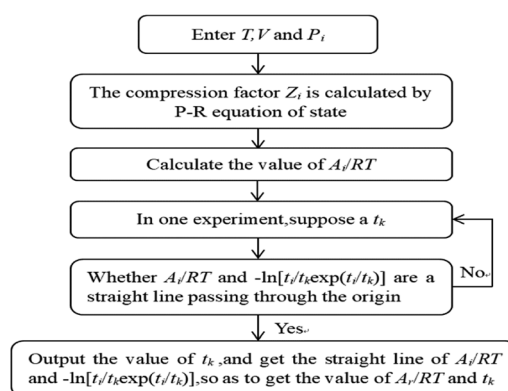 Enter T,V and Pi
The compression factor Zi is calculated by
P-R equation of state
Calculate the value of Ai/RT
In one experiment,suppose a tk
Whether Ai/RT and -ln[ti/tkexp(ti/tk)] are a
straight line passing through the origin
No
Yes
Output the value of tk,and get the straight line of Ai/RT
and -ln[ti/tkexp(ti/tk)],so as to get the value of Ar/RT and tk